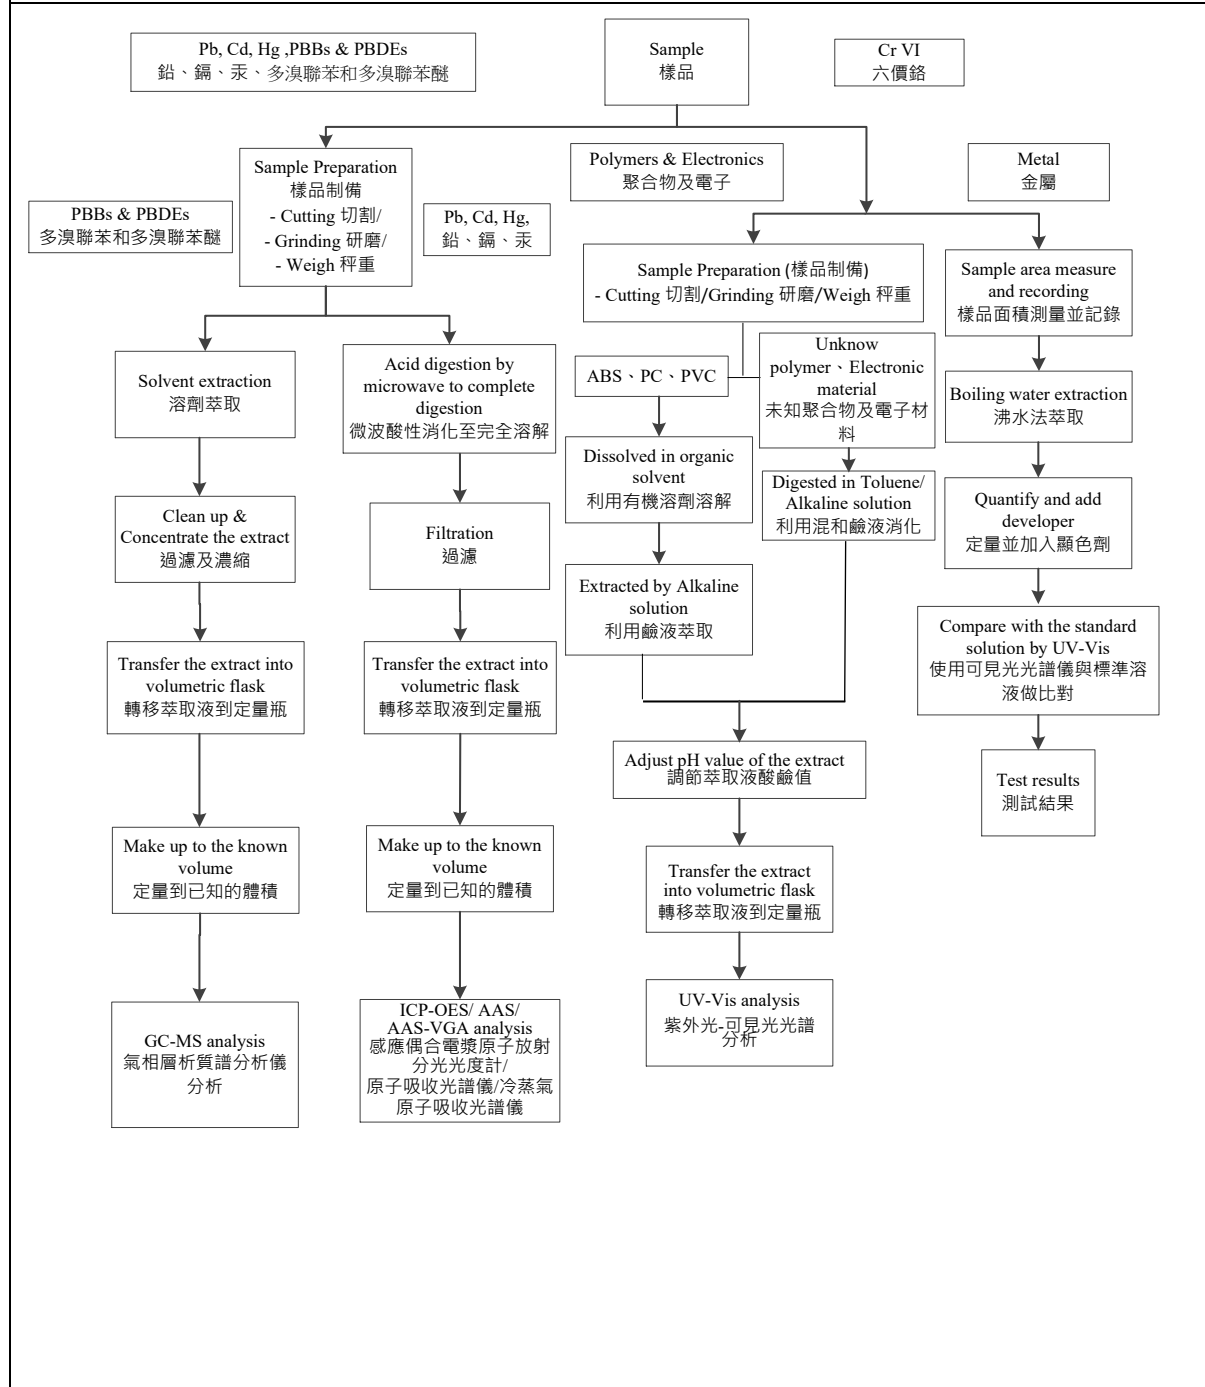 Pb, Cd, Hg ,PBBs & PBDEs
鉛、鎘、汞、多溴聯苯和多溴聯苯醚
Sample
樣品
Cr VI
六價鉻
Sample Preparation
樣品制備
- Cutting 切割/
- Grinding 研磨/
- Weigh 秤重
PBBs & PBDEs
多溴聯苯和多溴聯苯醚
Pb, Cd, Hg,
鉛、鎘、汞
Polymers & Electronics
聚合物及電子
Metal
金屬
Solvent extraction
溶劑萃取
Clean up &
Concentrate the extract
過濾及濃縮
Transfer the extract into
volumetric flask
轉移萃取液到定量瓶
Make up to the known
volume
定量到已知的體積
GC-MS analysis
氣相層析質譜分析儀
分析
Acid digestion by
microwave to complete
digestion
微波酸性消化至完全溶解
Filtration
過濾
Transfer the extract into
volumetric flask
轉移萃取液到定量瓶
Make up to the known
volume
定量到已知的體積
ICP-OES/ AAS/
AAS-VGA analysis
感應偶合電漿原子放射
分光光度計/
原子吸收光譜儀/冷蒸氣
原子吸收光譜儀
Sample Preparation (樣品制備)
- Cutting 切割/Grinding 研磨/Weigh 秤重
ABS、PC、PVC
Dissolved in organic
solvent
利用有機溶劑溶解
Extracted by Alkaline
solution
利用鹼液萃取
Unknow
polymer、Electronic
material
未知聚合物及電子材
料
Digested in Toluene/
Alkaline solution
利用混和鹼液消化
Adjust pH value of the extract
調節萃取液酸鹼值
Transfer the extract
into volumetric flask
轉移萃取液到定量瓶
UV-Vis analysis
紫外光-可見光光譜
分析
Sample area measure
and recording
樣品面積測量並記錄
Boiling water extraction
沸水法萃取
Quantify and add
developer
定量並加入顯色劑
Compare with the standard
solution by UV-Vis
使用可見光光譜儀與標準溶
液做比對
Test results
測試結果